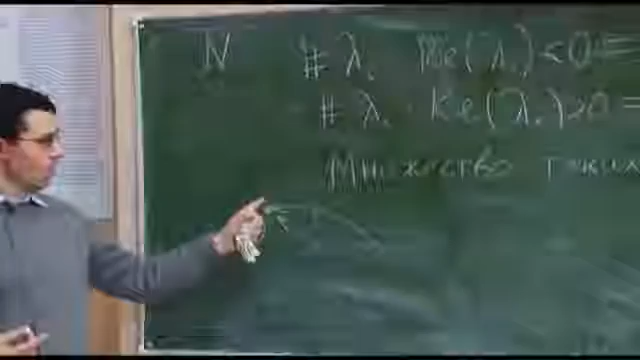 N # λ. Re(λ.) < 0 =
# λ. Re(λ.) > 0 =
Множество таких